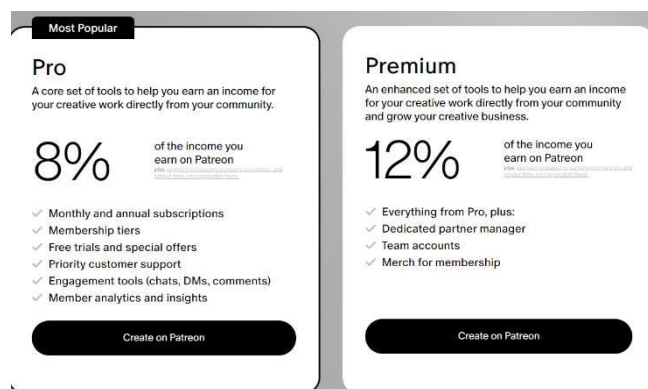 Most Popular
Pro
A core set of tools to help you earn an income for
your creative work directly from your community.
8%
of the income you
earn on Patreon
plus
Monthly and annual subscriptions
Membership tiers
Free trials and special offers
Priority customer support
Engagement tools (chats, DMs, comments)
Member analytics and insights
Create on Patreon
Premium
An enhanced set of tools to help you earn an income
for your creative work directly from your community
and grow your creative business.
12%
of the income you
earn on Patreon
plus
Everything from Pro, plus:
Dedicated partner manager
Team accounts
Merch for membership
Create on Patreon